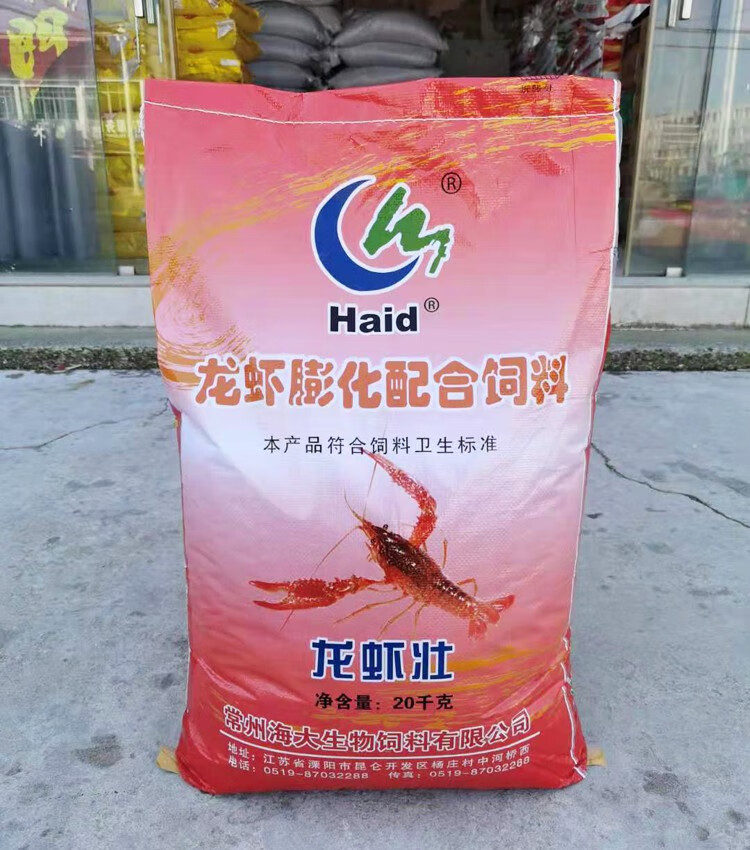 ®
Haid®
龙虾膨化配合饲料
本产品符合饲料卫生标准
龙虾壮
净含量：20千克
常州海大生物饲料有限公司
地址：江苏省溧阳市昆仑开发区杨庄村中河桥西
电话：0519-87032288 传真：0519-87032288